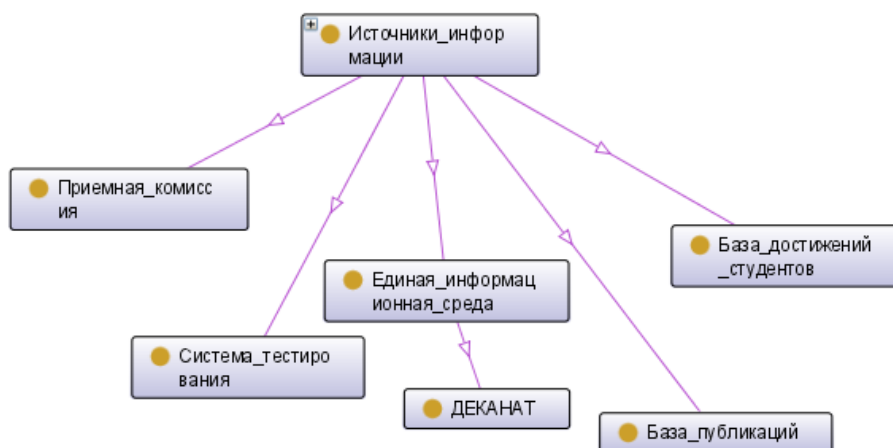 Источники_инфор
мации
Приемная_комисс
ия
База_достижений
_студентов
Единая_информац
ионная_среда
Система_тестиро
вания
ДЕКАНАТ
База_публикаций